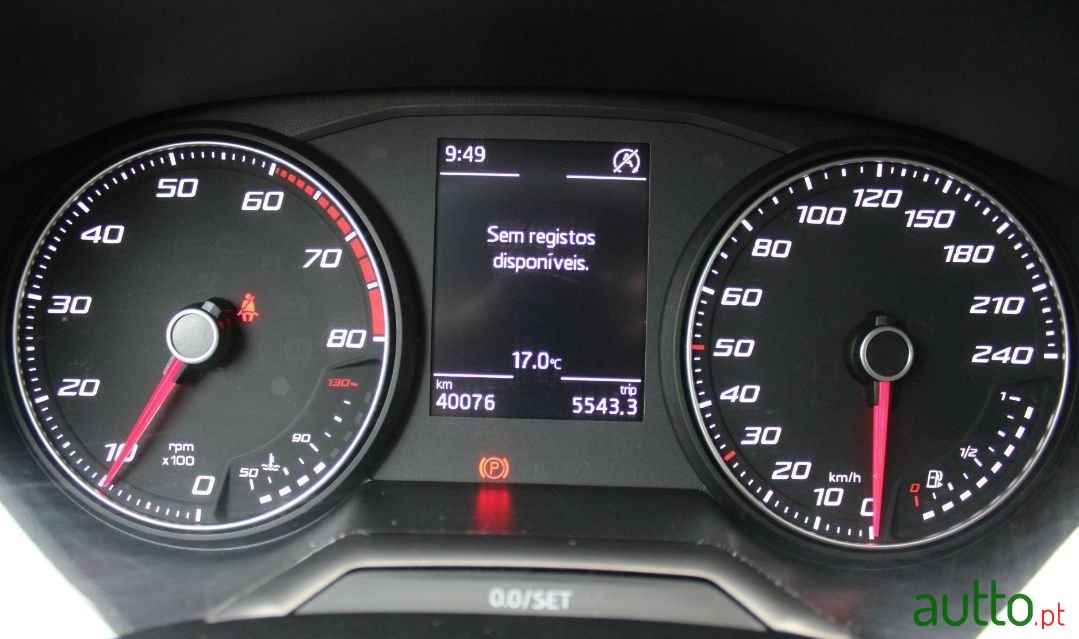 9:49
Sem registos
disponíveis.
17.0°C
km
40076
trip
5543.3
0
10
20
30
40
50
60
70
80
rpm
x100
50
90
130
0
10
20
30
40
50
60
80
100
120
150
180
210
240
km/h
0
1/2
1
P
0.0/SET
autto.pt